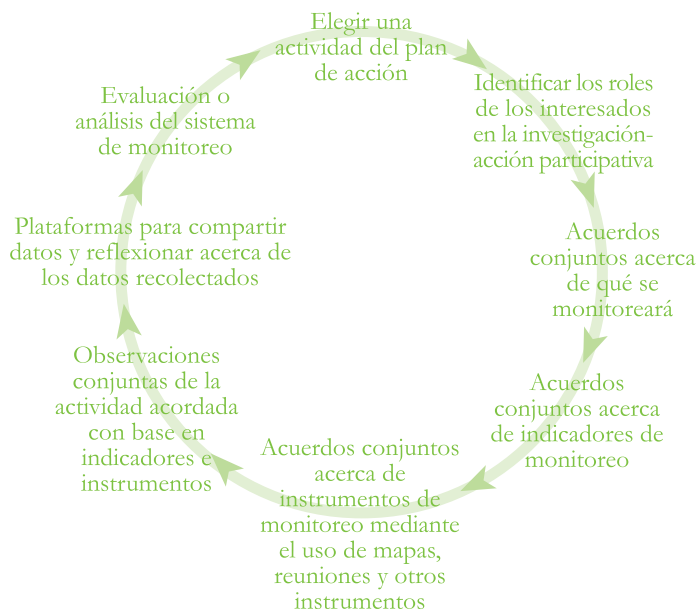 Elegir una
actividad del plan
de acción
Identificar los roles
de los interesados
en la investigación-
acción participativa
Acuerdos
conjuntos acerca
de qué se
monitoreará
Acuerdos
conjuntos acerca
de indicadores de
monitoreo
Acuerdos conjuntos
acerca de
instrumentos de
monitoreo mediante
el uso de mapas,
reuniones y otros
instrumentos
Observaciones
conjuntas de la
actividad acordada
con base en
indicadores e
instrumentos
Plataformas para compartir
datos y reflexionar acerca de
los datos recolectados
Evaluación o
análisis del sistema
de monitoreo